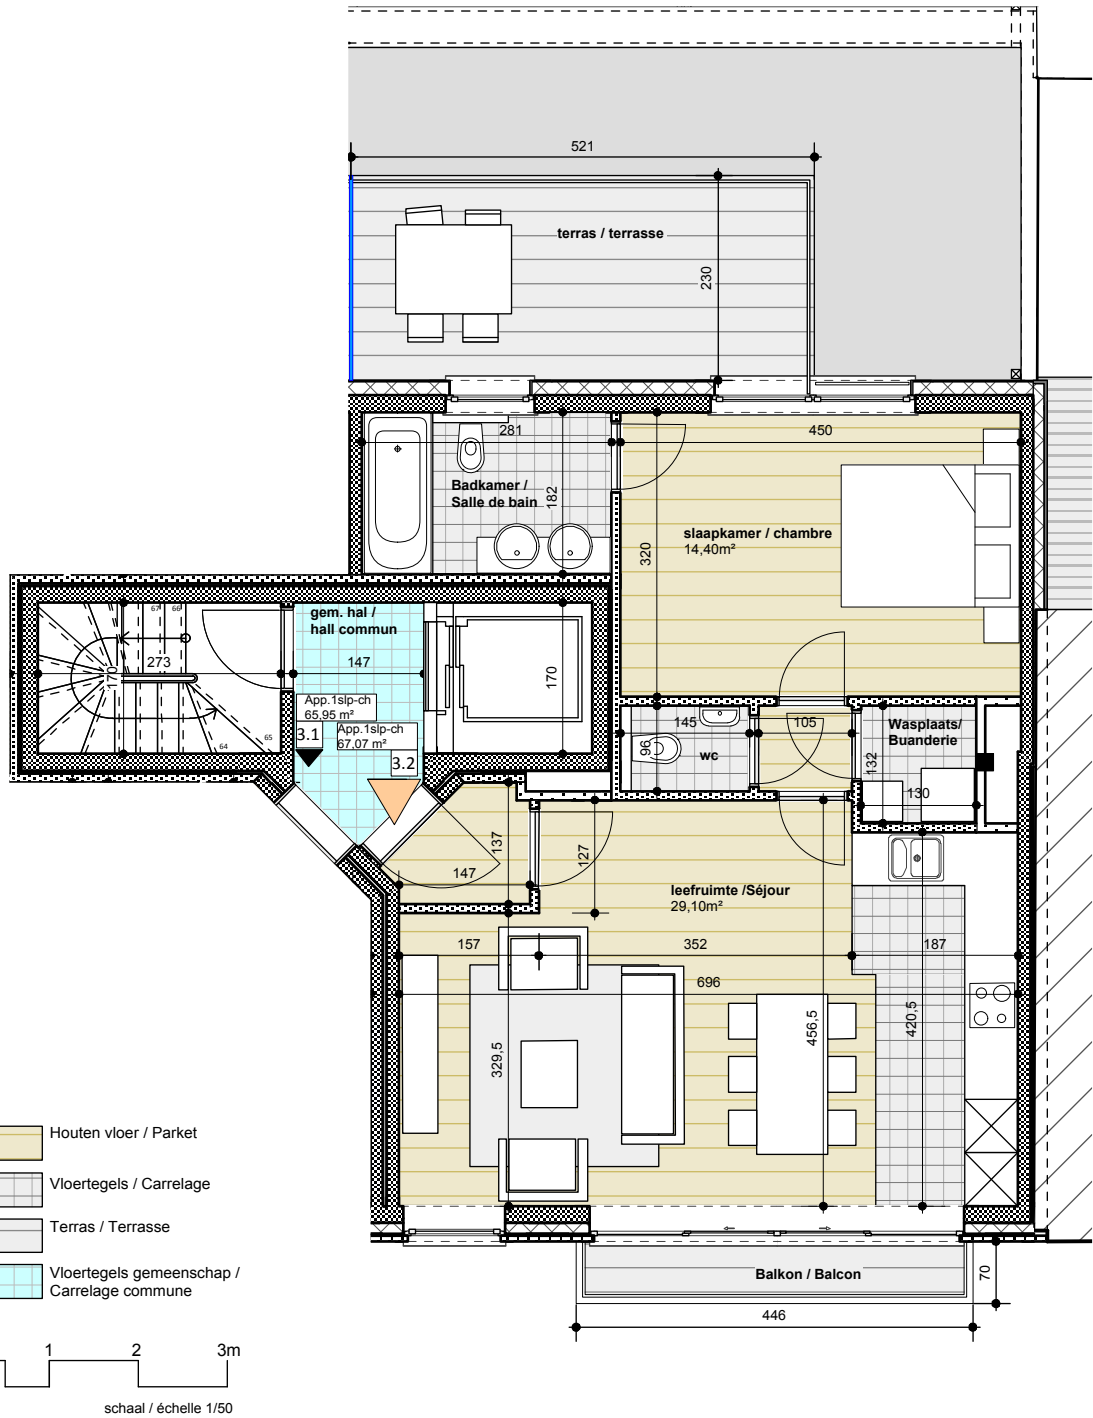 521
terras / terrasse
230
281
450
Badkamer /
Salle de bain
182
slaapkamer / chambre
14,40m²
320
67
66
gem. hal /
hall commun
170
273
147
170
64
65
App.1slp-ch
65,95 m²
3.1
App.1slp-ch
67,07 m²
3.2
145
96
wc
105
Wasplaats/
Buanderie
132
130
137
147
127
leefruimte /Séjour
29,10m²
157
352
187
696
329,5
456,5
420,5
Houten vloer / Parket
Vloertegels / Carrelage
Terras / Terrasse
Vloertegels gemeenschap /
Carrelage commune
Balkon / Balcon
70
446
1
2
3m
schaal / échelle 1/50